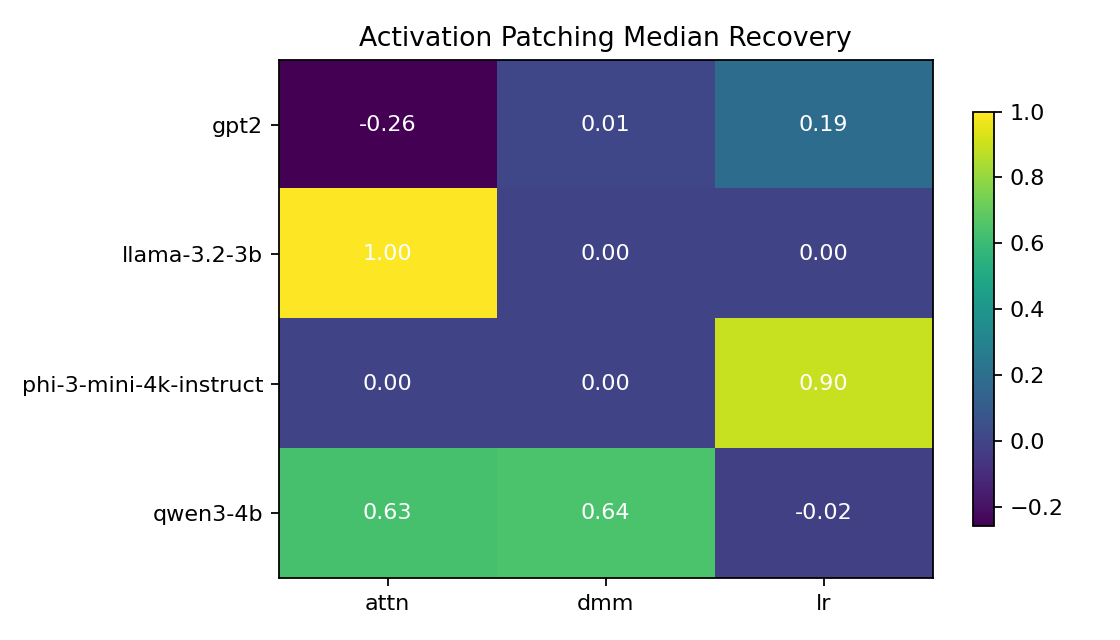 Activation Patching Median Recovery
gpt2 -0.26 0.01 0.19
llama-3.2-3b 1.00 0.00 0.00
phi-3-mini-4k-instruct 0.00 0.00 0.90
qwen3-4b 0.63 0.64 -0.02
attn dmm lr
1.0
0.8
0.6
0.4
0.2
0.0
−0.2